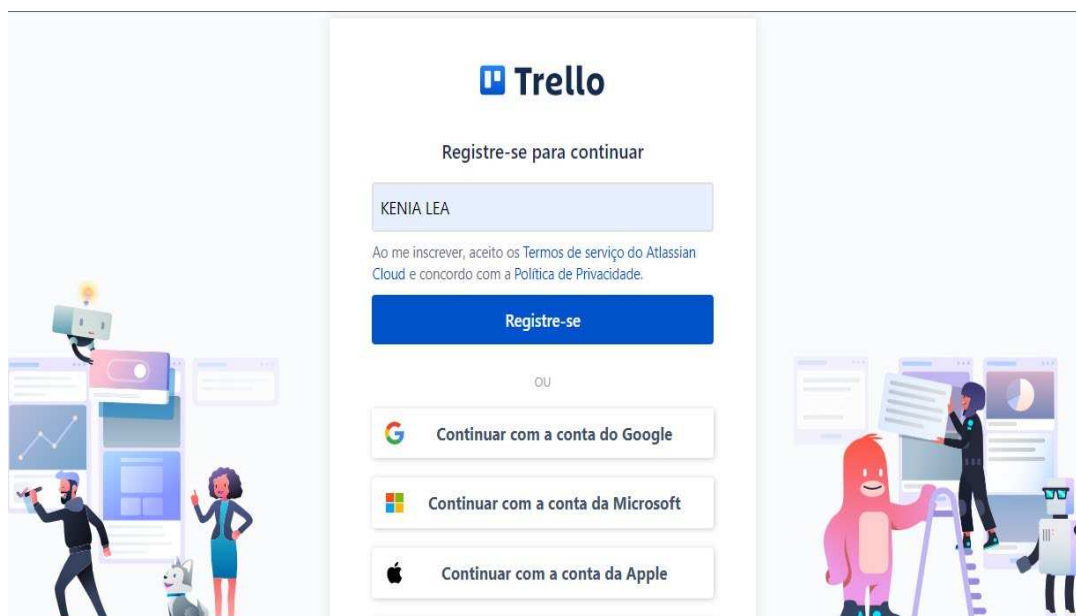 Trello
Registre-se para continuar
KENIA LEA
Ao me inscrever, aceito os Termos de serviço do Atlassian
Cloud e concordo com a Política de Privacidade.
Registre-se
OU
Continuar com a conta do Google
Continuar com a conta da Microsoft
Continuar com a conta da Apple